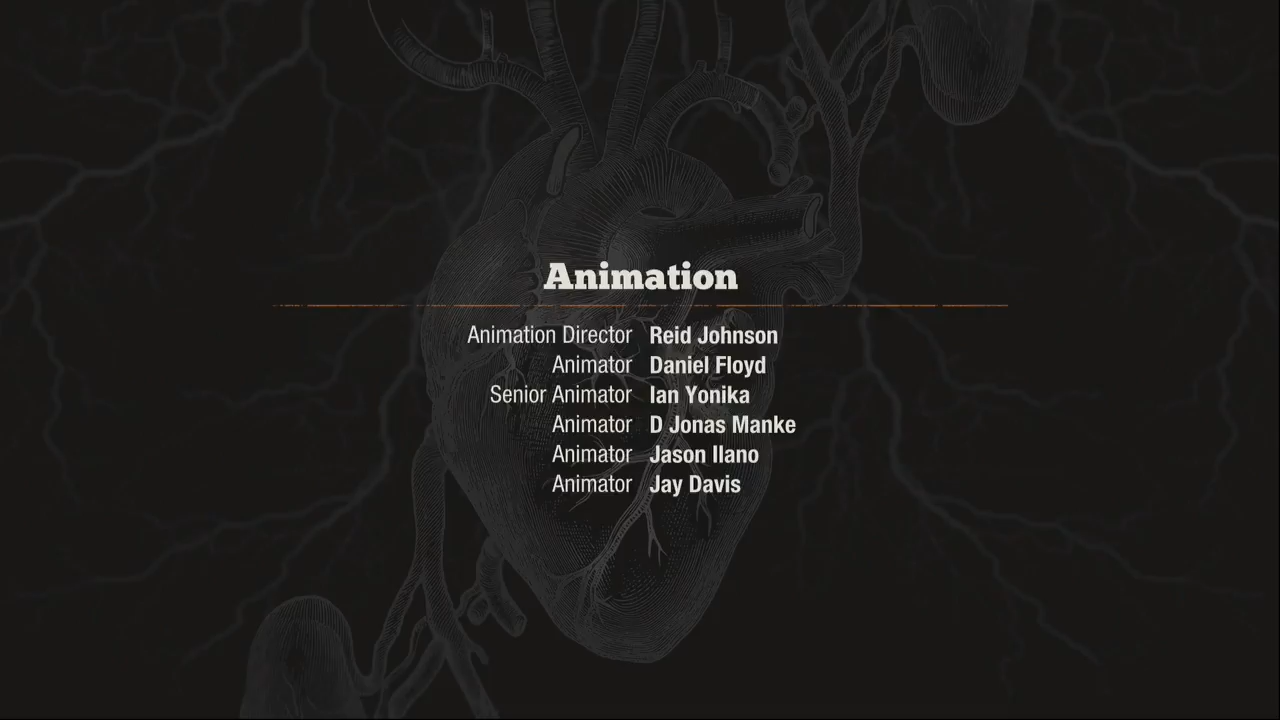 Animation
Animation Director Reid Johnson
Animator Daniel Floyd
Senior Animator Ian Yonika
Animator D Jonas Manke
Animator Jason Ilano
Animator Jay Davis